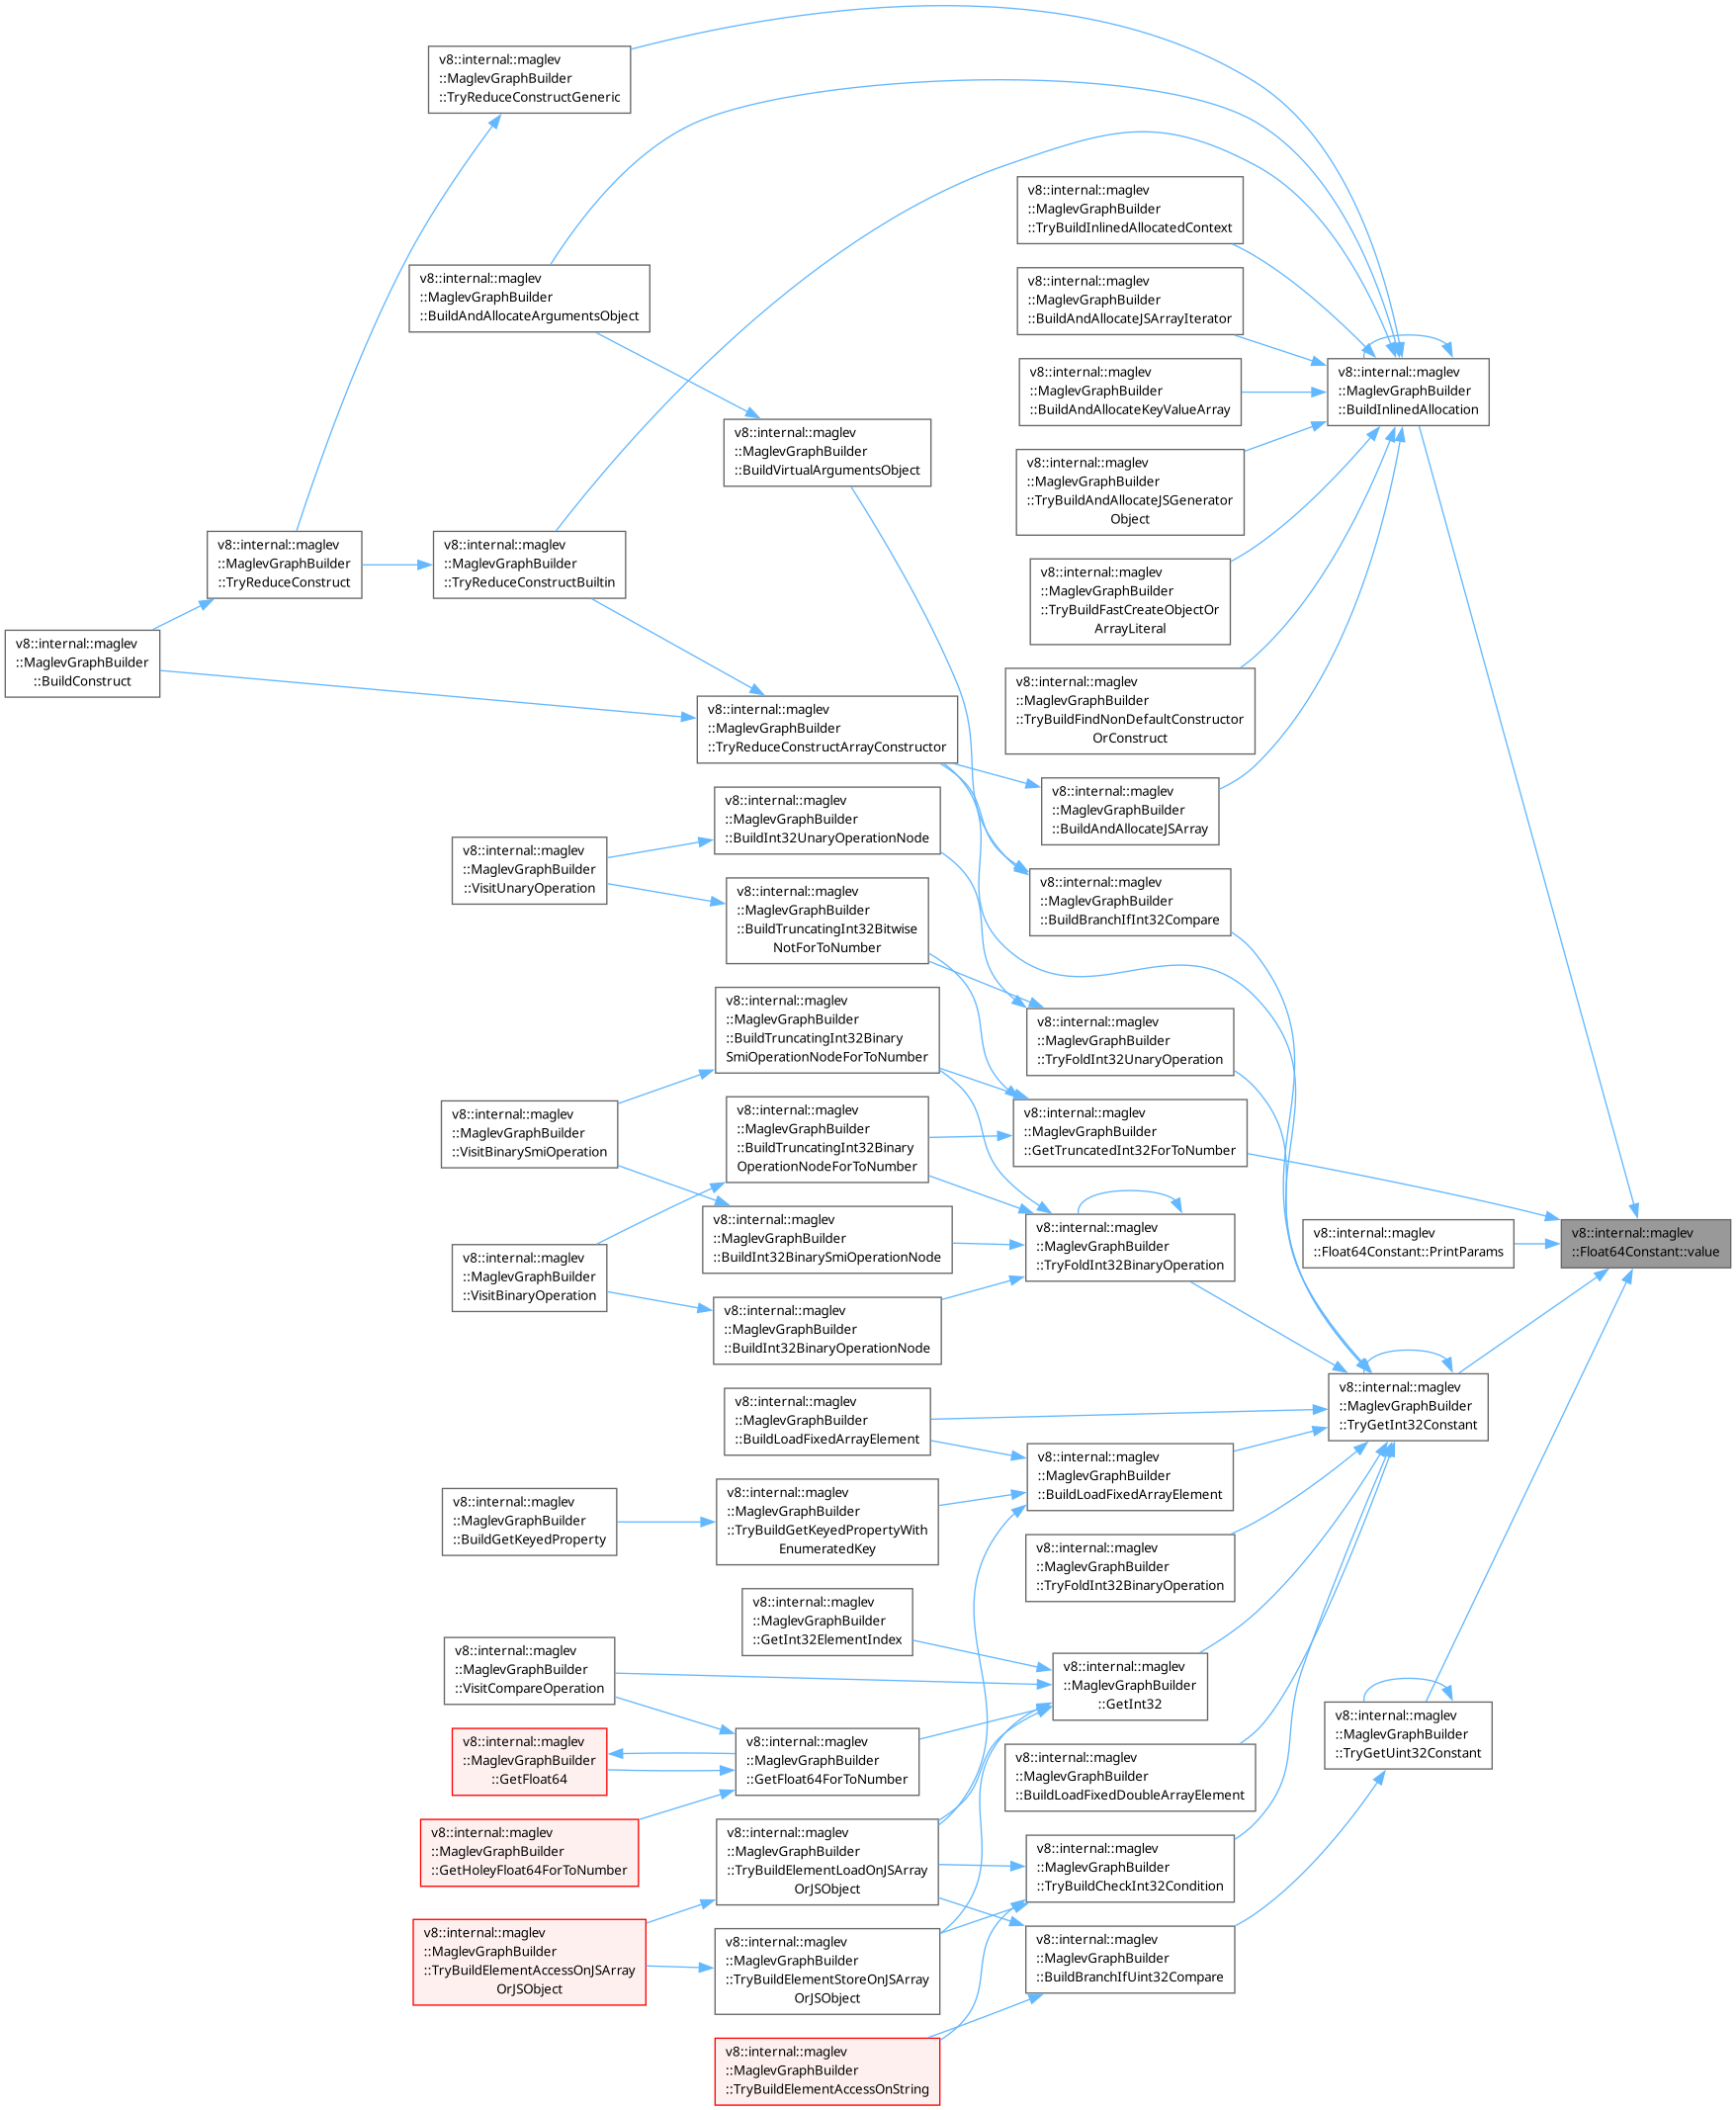 v8::internal::maglev
::MaglevGraphBuilder
::TryReduceConstructGeneric
v8::internal::maglev
::MaglevGraphBuilder
::TryBuildInlinedAllocatedContext
v8::internal::maglev
::MaglevGraphBuilder
::BuildAndAllocateArgumentsObject
v8::internal::maglev
::MaglevGraphBuilder
::BuildAndAllocateJSArrayIterator
v8::internal::maglev
::MaglevGraphBuilder
::BuildAndAllocateKeyValueArray
v8::internal::maglev
::MaglevGraphBuilder
::BuildInlinedAllocation
v8::internal::maglev
::MaglevGraphBuilder
::BuildVirtualArgumentsObject
v8::internal::maglev
::MaglevGraphBuilder
::TryBuildAndAllocateJSGenerator
Object
v8::internal::maglev
::MaglevGraphBuilder
::TryReduceConstruct
v8::internal::maglev
::MaglevGraphBuilder
::TryReduceConstructBuiltin
v8::internal::maglev
::MaglevGraphBuilder
::TryBuildFastCreateObjectOr
ArrayLiteral
v8::internal::maglev
::MaglevGraphBuilder
::BuildConstruct
v8::internal::maglev
::MaglevGraphBuilder
::TryBuildFindNonDefaultConstructor
OrConstruct
v8::internal::maglev
::MaglevGraphBuilder
::TryReduceConstructArrayConstructor
v8::internal::maglev
::MaglevGraphBuilder
::BuildAndAllocateJSArray
v8::internal::maglev
::MaglevGraphBuilder
::BuildInt32UnaryOperationNode
v8::internal::maglev
::MaglevGraphBuilder
::VisitUnaryOperation
v8::internal::maglev
::MaglevGraphBuilder
::BuildTruncatingInt32Bitwise
NotForToNumber
v8::internal::maglev
::MaglevGraphBuilder
::BuildBranchIfInt32Compare
v8::internal::maglev
::MaglevGraphBuilder
::BuildTruncatingInt32Binary
SmiOperationNodeForToNumber
v8::internal::maglev
::MaglevGraphBuilder
::TryFoldInt32UnaryOperation
v8::internal::maglev
::MaglevGraphBuilder
::VisitBinarySmiOperation
v8::internal::maglev
::MaglevGraphBuilder
::BuildTruncatingInt32Binary
OperationNodeForToNumber
v8::internal::maglev
::MaglevGraphBuilder
::GetTruncatedInt32ForToNumber
v8::internal::maglev
::MaglevGraphBuilder
::BuildInt32BinarySmiOperationNode
v8::internal::maglev
::MaglevGraphBuilder
::TryFoldInt32BinaryOperation
v8::internal::maglev
::Float64Constant::PrintParams
v8::internal::maglev
::Float64Constant::value
v8::internal::maglev
::MaglevGraphBuilder
::VisitBinaryOperation
v8::internal::maglev
::MaglevGraphBuilder
::BuildInt32BinaryOperationNode
v8::internal::maglev
::MaglevGraphBuilder
::TryGetInt32Constant
v8::internal::maglev
::MaglevGraphBuilder
::BuildLoadFixedArrayElement
v8::internal::maglev
::MaglevGraphBuilder
::BuildLoadFixedArrayElement
v8::internal::maglev
::MaglevGraphBuilder
::BuildGetKeyedProperty
v8::internal::maglev
::MaglevGraphBuilder
::TryBuildGetKeyedPropertyWith
EnumeratedKey
v8::internal::maglev
::MaglevGraphBuilder
::TryFoldInt32BinaryOperation
v8::internal::maglev
::MaglevGraphBuilder
::GetInt32ElementIndex
v8::internal::maglev
::MaglevGraphBuilder
::VisitCompareOperation
v8::internal::maglev
::MaglevGraphBuilder
::GetInt32
v8::internal::maglev
::MaglevGraphBuilder
::TryGetUint32Constant
v8::internal::maglev
::MaglevGraphBuilder
::GetFloat64
v8::internal::maglev
::MaglevGraphBuilder
::GetFloat64ForToNumber
v8::internal::maglev
::MaglevGraphBuilder
::BuildLoadFixedDoubleArrayElement
v8::internal::maglev
::MaglevGraphBuilder
::GetHoleyFloat64ForToNumber
v8::internal::maglev
::MaglevGraphBuilder
::TryBuildElementLoadOnJSArray
OrJSObject
v8::internal::maglev
::MaglevGraphBuilder
::TryBuildCheckInt32Condition
v8::internal::maglev
::MaglevGraphBuilder
::TryBuildElementAccessOnJSArray
OrJSObject
v8::internal::maglev
::MaglevGraphBuilder
::TryBuildElementStoreOnJSArray
OrJSObject
v8::internal::maglev
::MaglevGraphBuilder
::BuildBranchIfUint32Compare
v8::internal::maglev
::MaglevGraphBuilder
::TryBuildElementAccessOnString